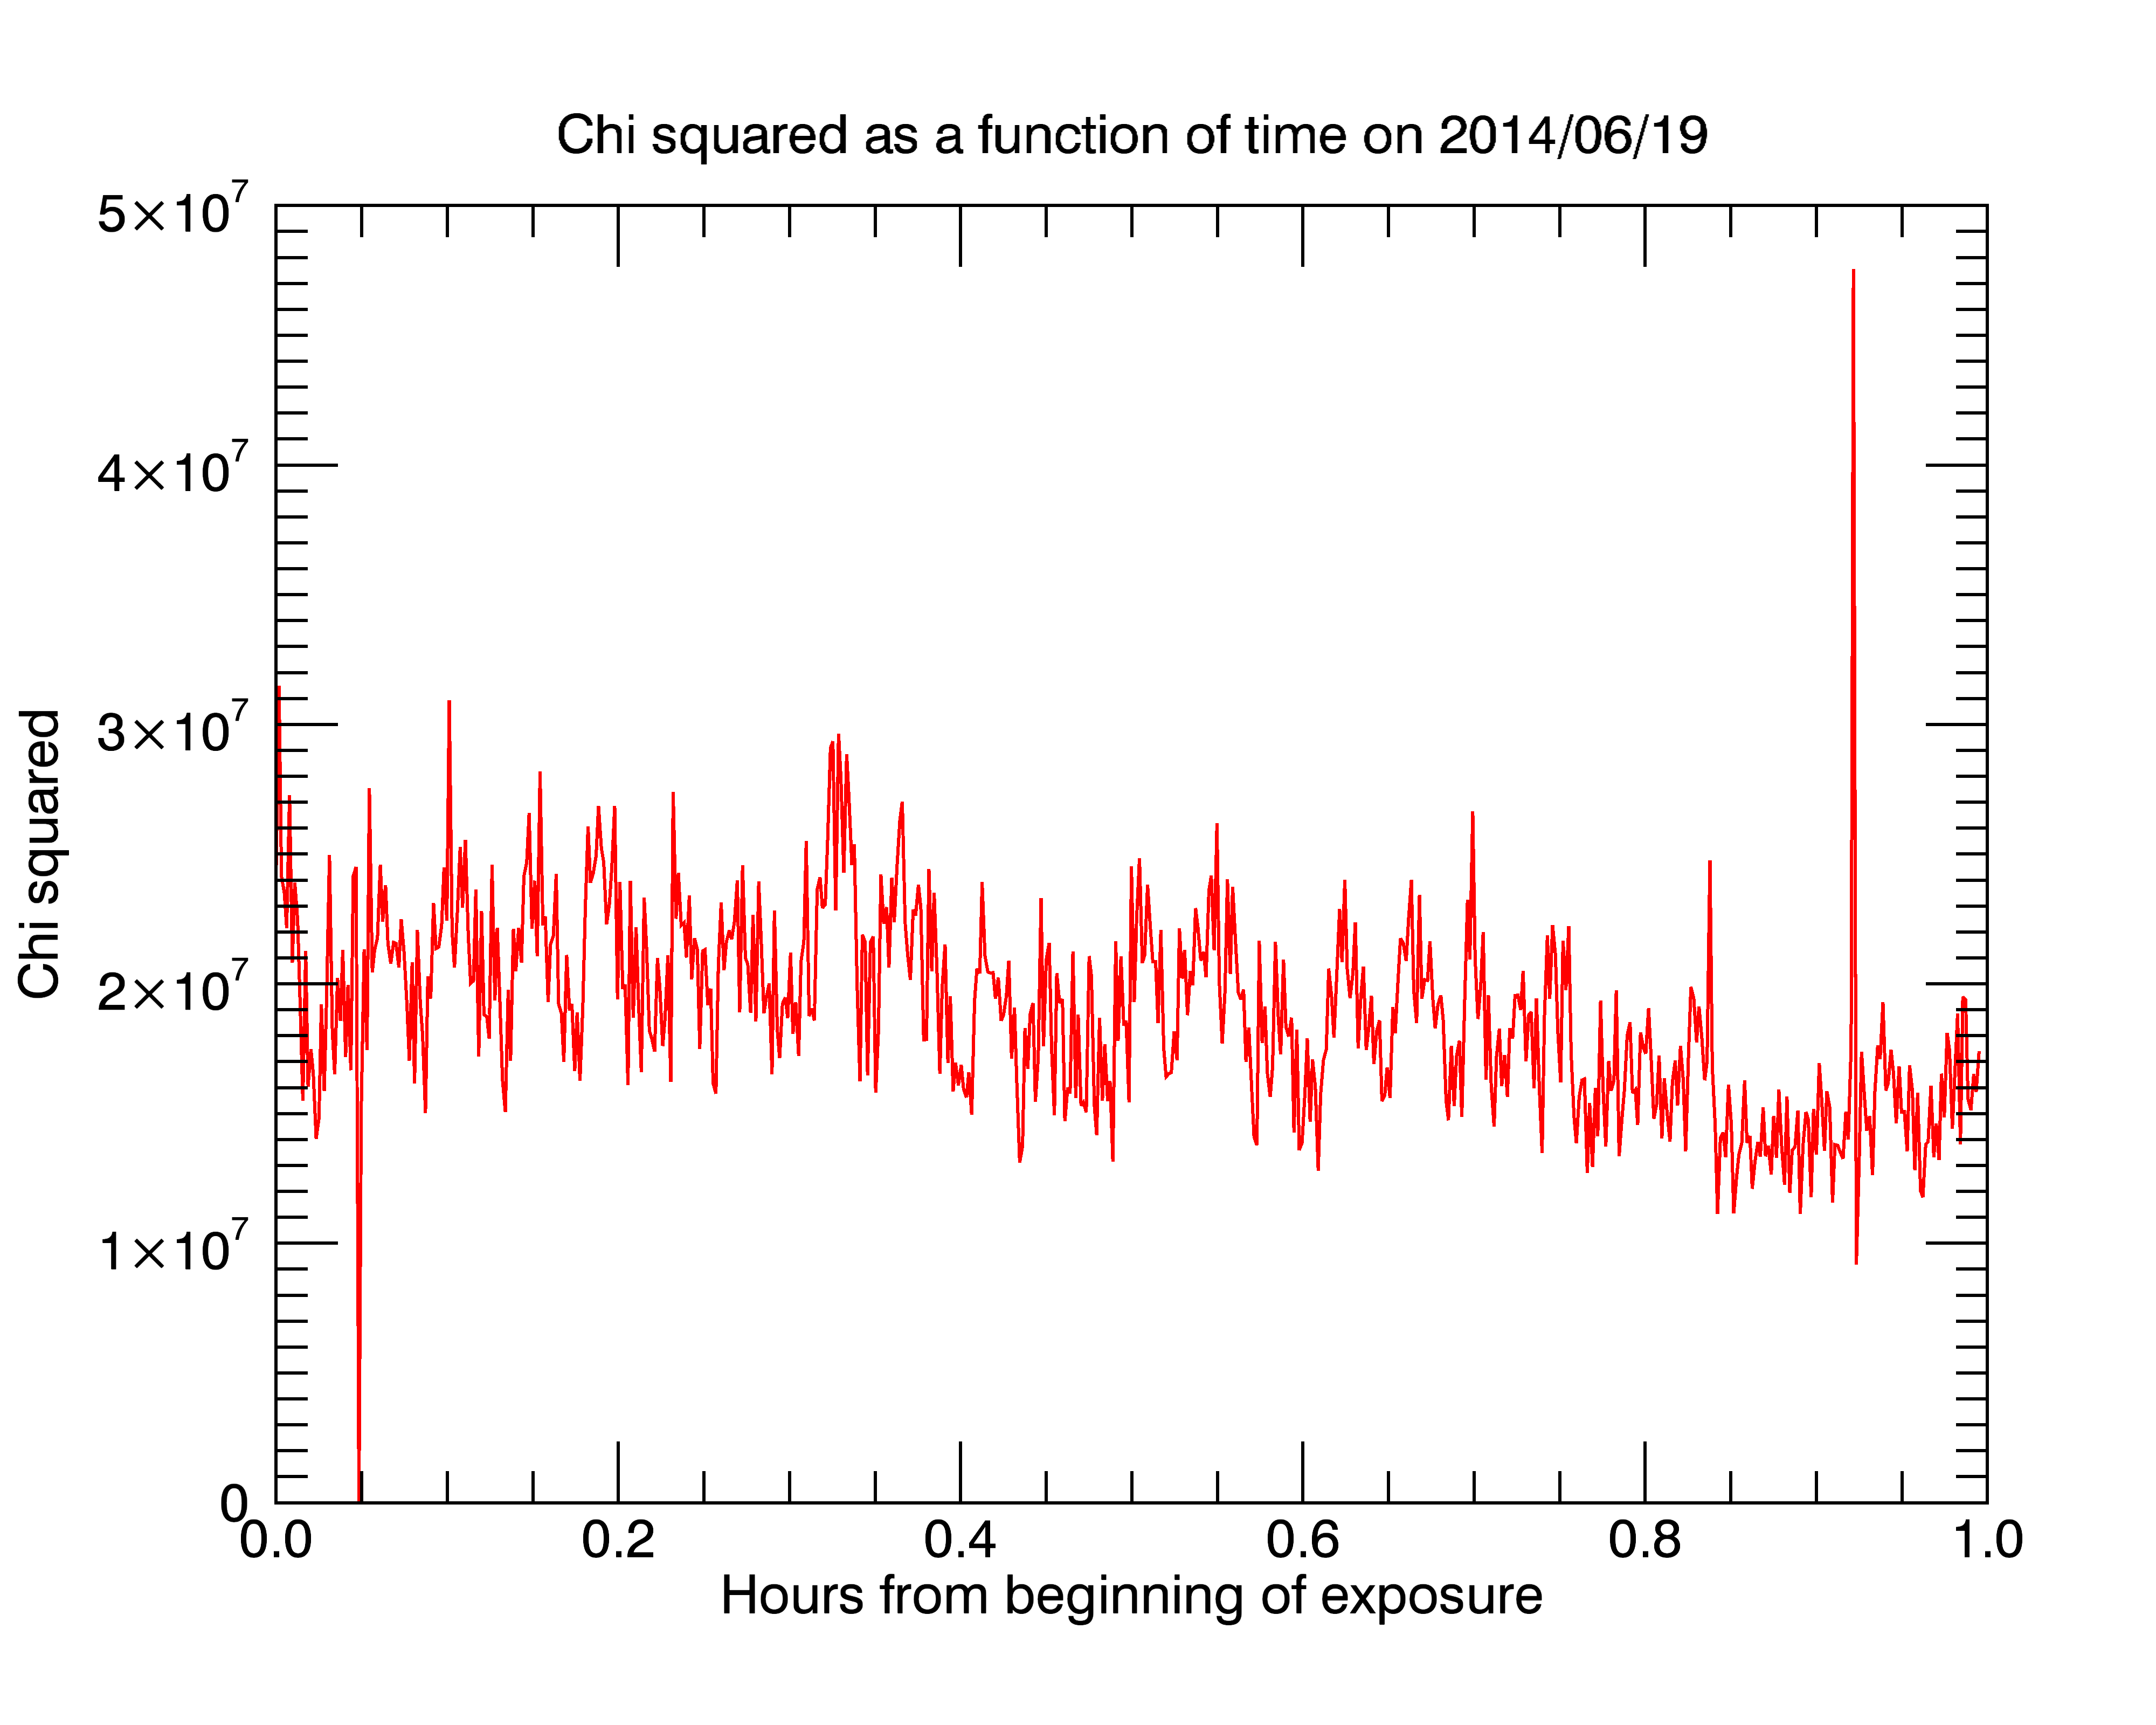 Chi squared as a function of time on 2014/06/19
5×10⁷
4×10⁷
3×10⁷
2×10⁷
1×10⁷
0
Chi squared
0.0 0.2 0.4 0.6 0.8 1.0
Hours from beginning of exposure